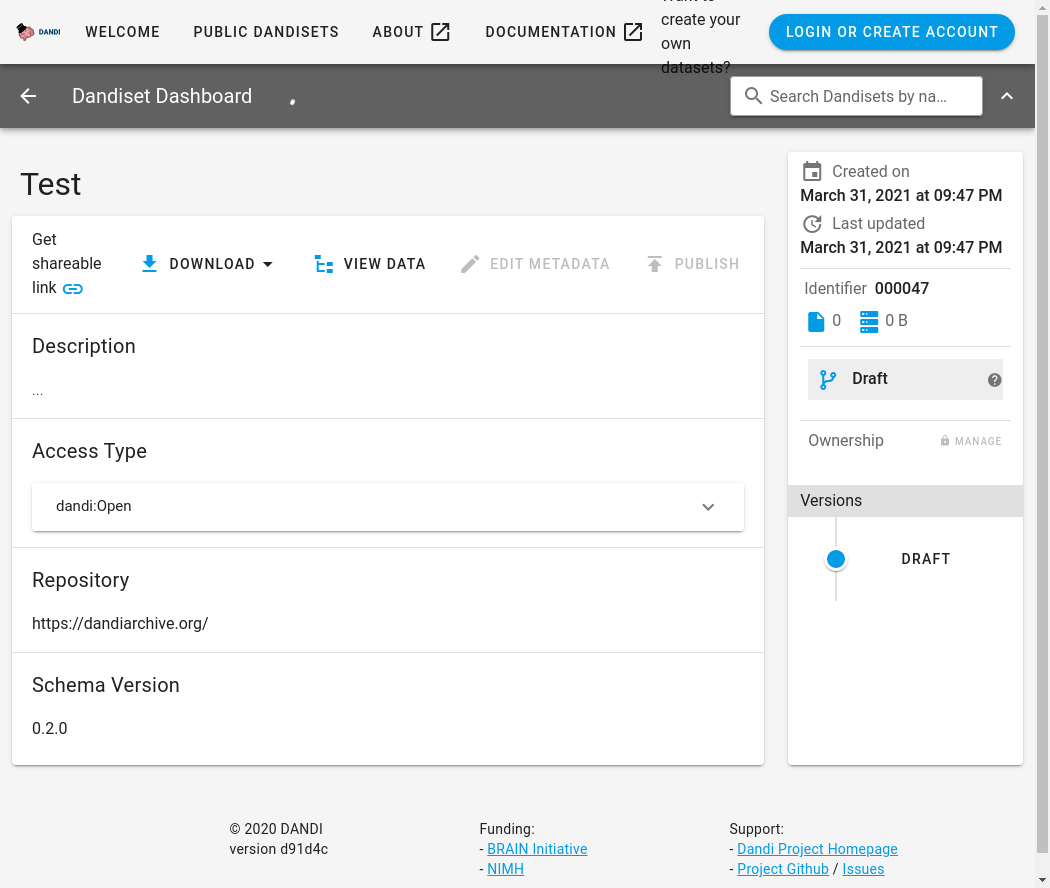 DANDI
WELCOME
PUBLIC DANDISETS
ABOUT
DOCUMENTATION
create your
own
datasets?
LOGIN OR CREATE ACCOUNT
Dandiset Dashboard
Search Dandisets by na...
Test
Get
shareable
link
DOWNLOAD
VIEW DATA
EDIT METADATA
PUBLISH
Description
...
Access Type
dandi:Open
Repository
https://dandiarchive.org/
Schema Version
0.2.0
Created on
March 31, 2021 at 09:47 PM
Last updated
March 31, 2021 at 09:47 PM
Identifier 000047
0
0 B
Draft
Ownership
MANAGE
Versions
DRAFT
© 2020 DANDI
version d91d4c
Funding:
- BRAIN Initiative
- NIMH
Support:
- Dandi Project Homepage
- Project Github / Issues